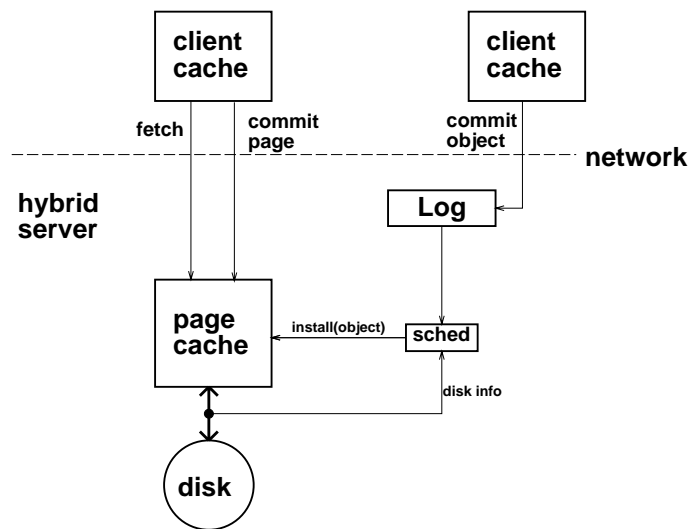 client
cache
client
cache
fetch
commit
page
commit
object
network
hybrid
server
Log
page
cache
install(object)
sched
disk info
disk